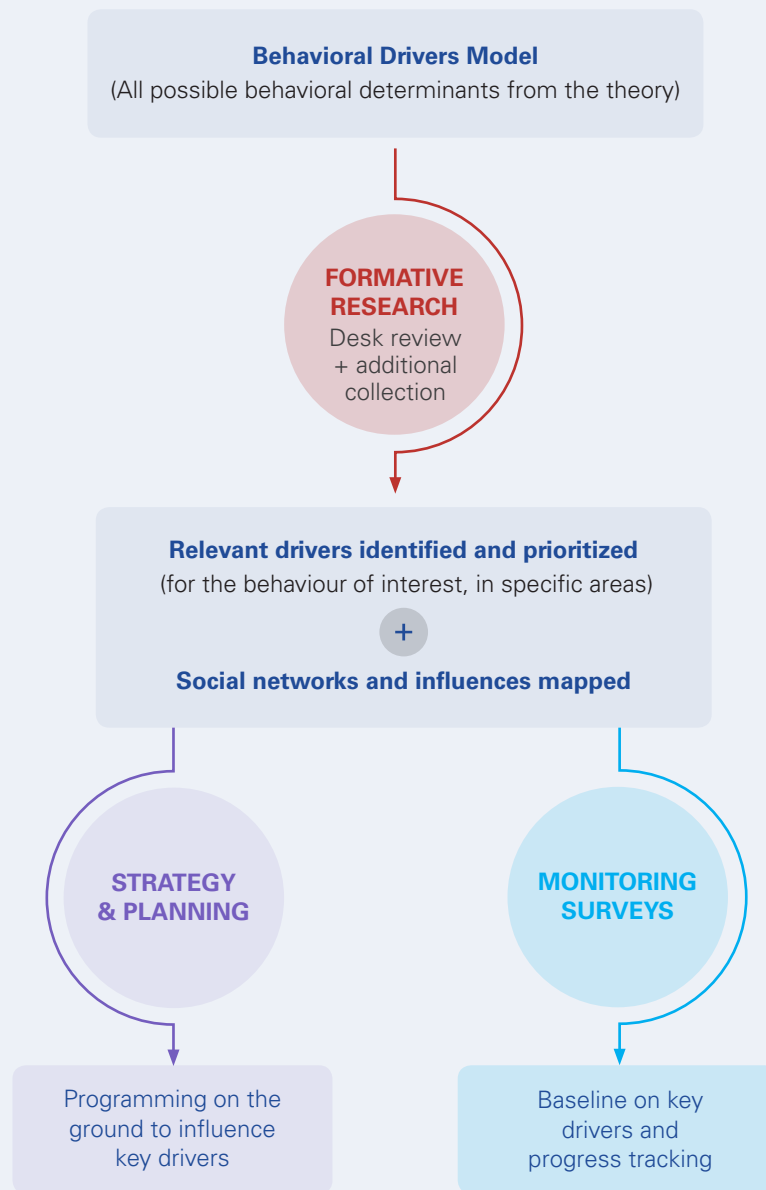 Behavioral Drivers Model
(All possible behavioral determinants from the theory)
FORMATIVE
RESEARCH
Desk review
+ additional
collection
Relevant drivers identified and prioritized
(for the behaviour of interest, in specific areas)
+
Social networks and influences mapped
STRATEGY
& PLANNING
MONITORING
SURVEYS
Programming on the
ground to influence
key drivers
Baseline on key
drivers and
progress tracking